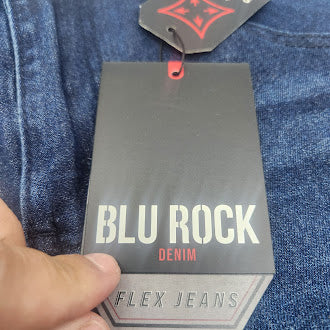 BLU ROCK
DENIM
FLEX JEANS